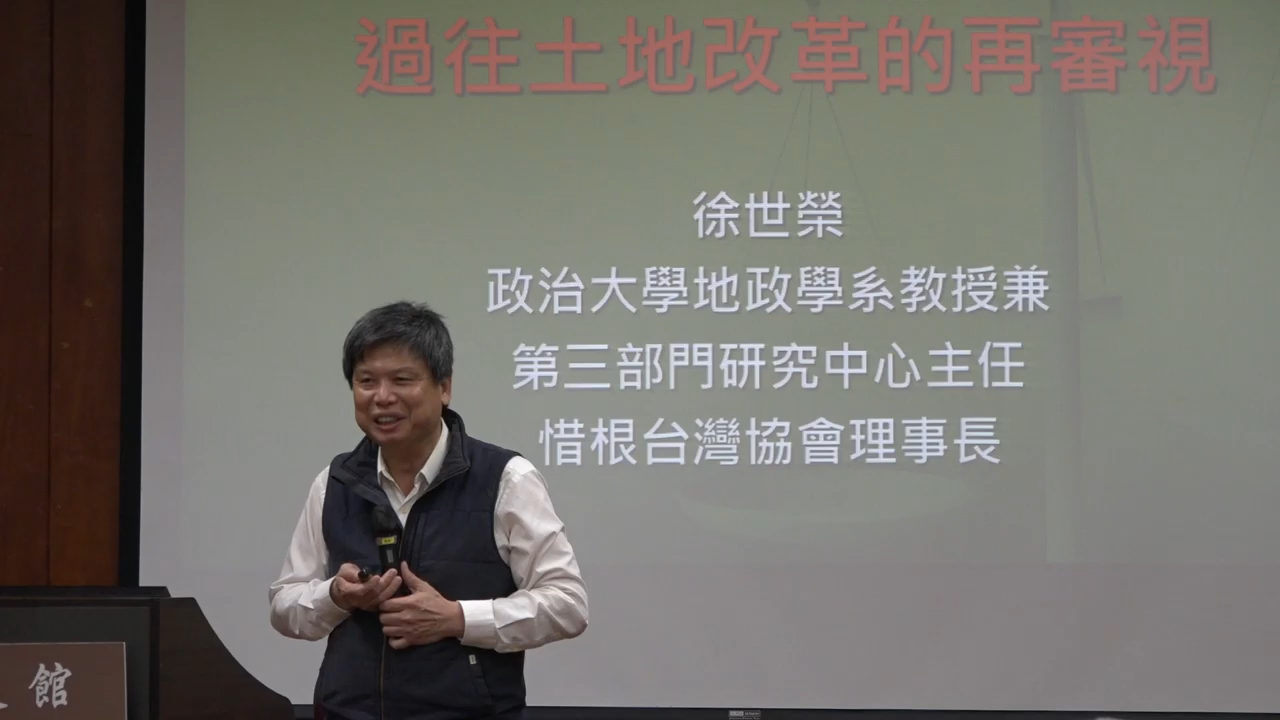 過往土地改革的再審視
徐世榮
政治大學地政學系教授兼
第三部門研究中心主任
惜根台灣協會理事長
館